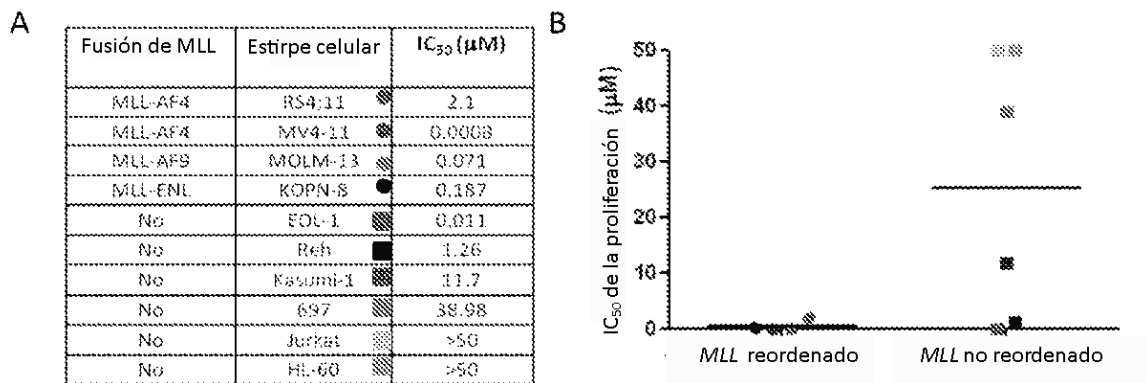 A
Fusión de MLL Estirpe celular IC50 (μM)
MLL-AF4 RS4;11 2.1
MLL-AF4 MV4-11 0.0008
MLL-AF9 MOLM-13 0.071
MLL-ENL KOPN-8 0.187
No EOL-1 0.011
No Reh 1.26
No Kasumi-1 11.7
No 697 38.98
No Jurkat >50
No HL-60 >50
B
IC50 de la proliferación (μM)
50
40
30
20
10
0
MLL reordenado MLL no reordenado